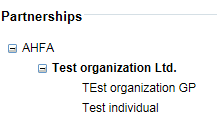 Partnerships
AHFA
Test organization Ltd.
TEst organization GP
Test individual